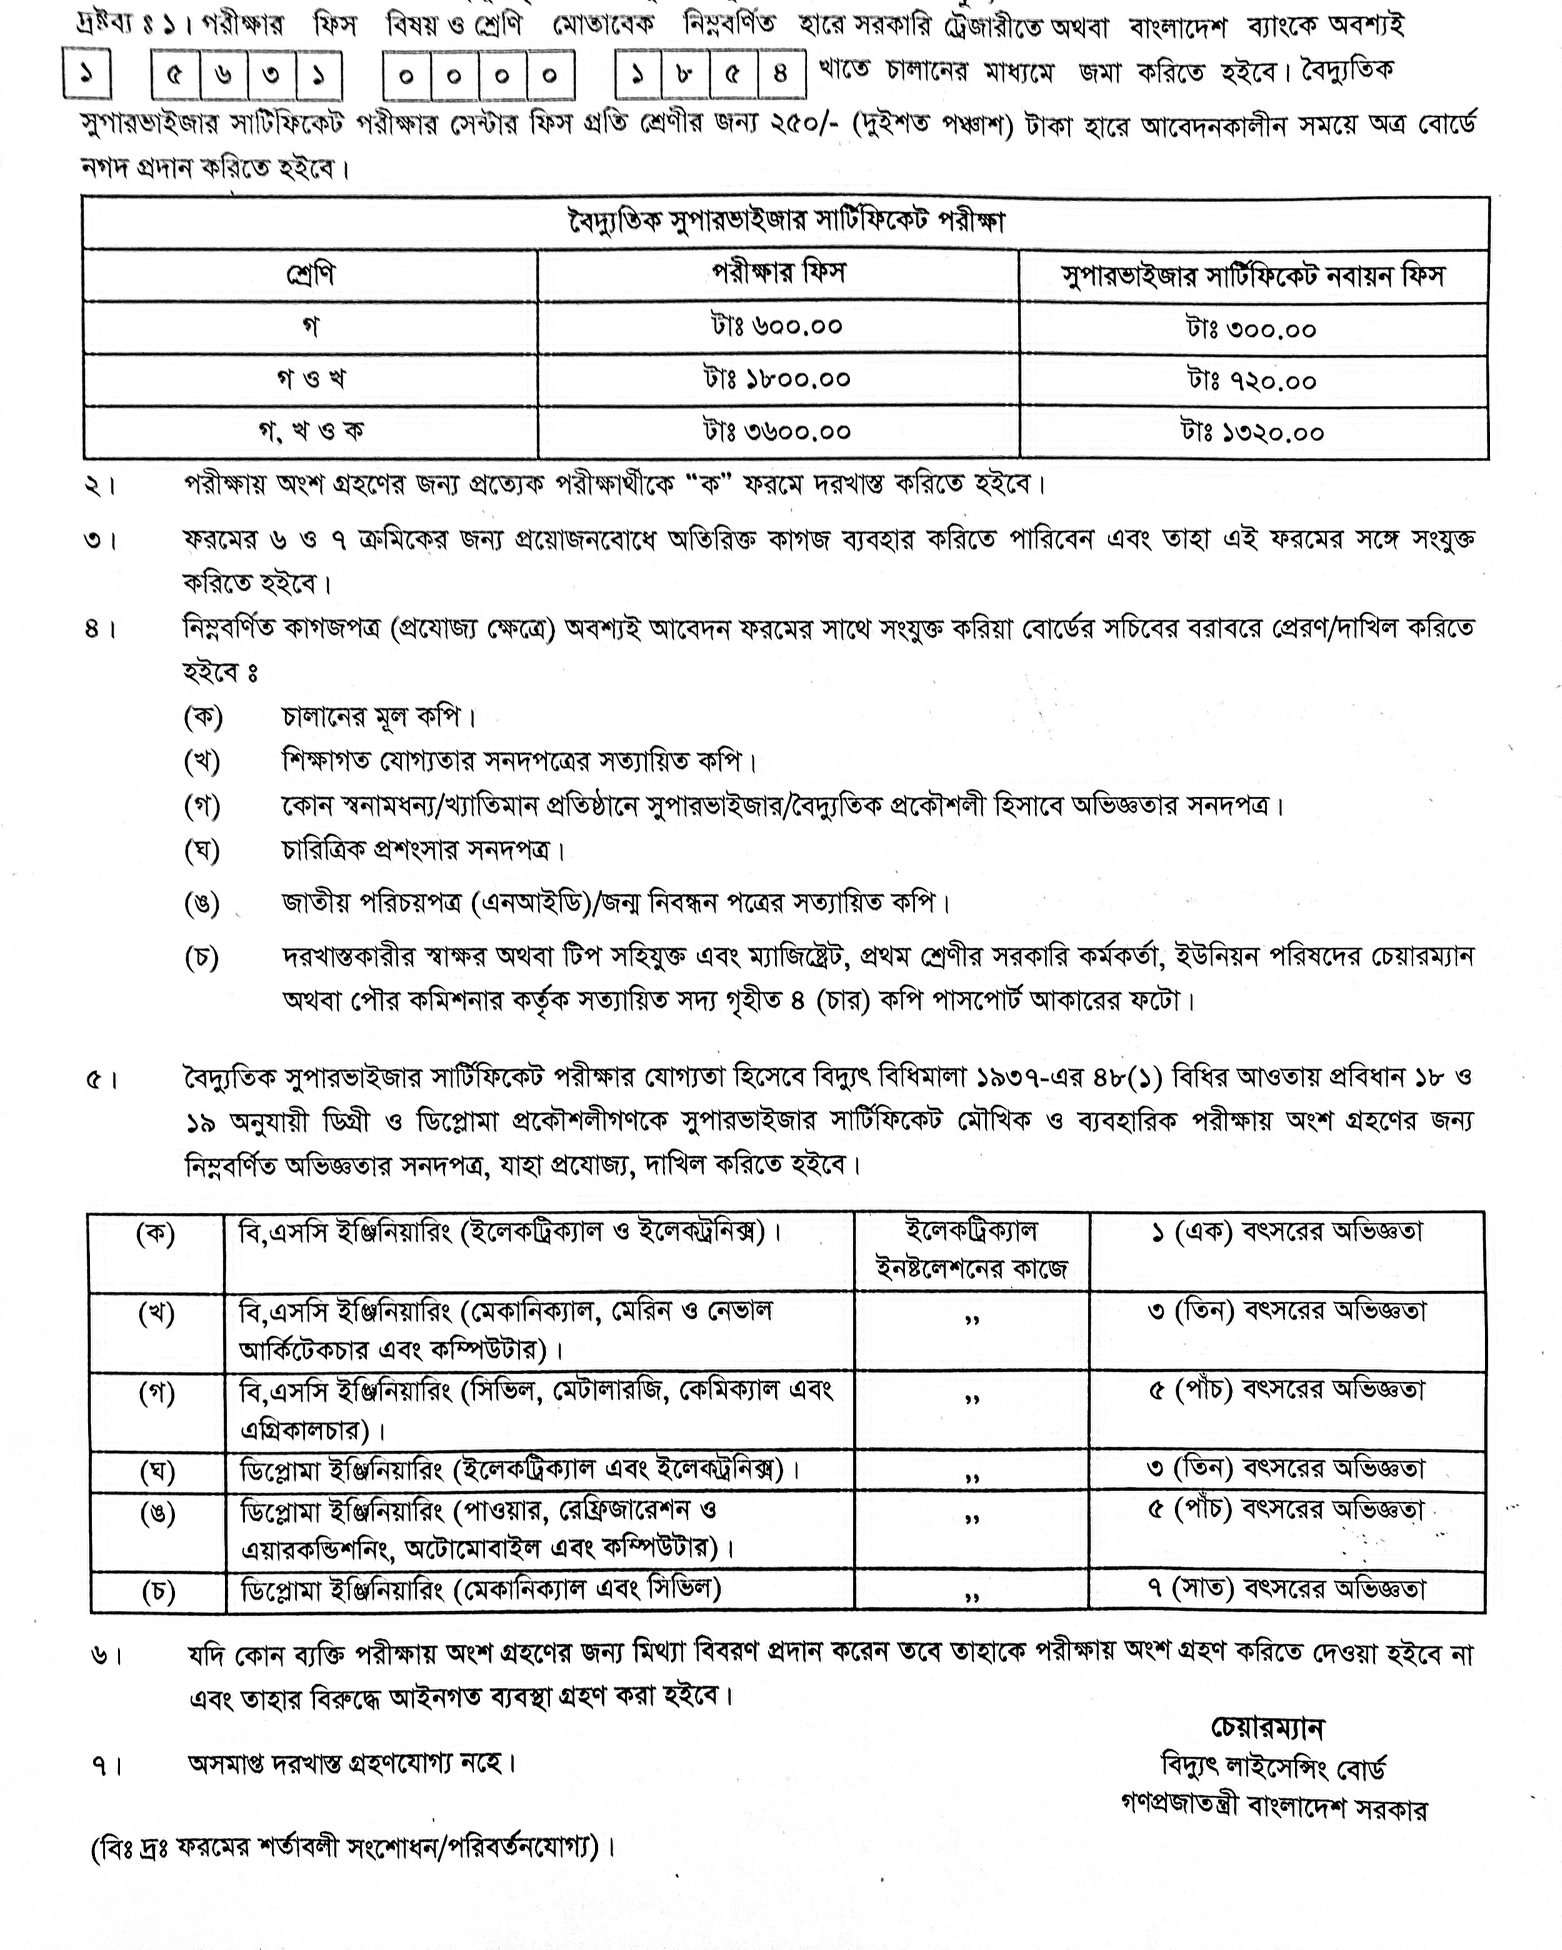 দ্রষ্টব্য ঃ ১। পরীক্ষার ফিস বিষয় ও শ্রেণি মোতাবেক নিম্নবর্ণিত হারে সরকারি ট্রেজারীতে অথবা বাংলাদেশ ব্যাংকে অবশ্যই
১ ৫ ৬ ৩ ১ ০ ০ ০ ০ ১ ৮ ৫ ৪ খাতে চালানের মাধ্যমে জমা করিতে হইবে। বৈদ্যুতিক
সুপারভাইজার সার্টিফিকেট পরীক্ষার সেন্টার ফিস প্রতি শ্রেণীর জন্য ২৫০/- (দুইশত পঞ্চাশ) টাকা হারে আবেদনকালীন সময়ে অত্র বোর্ডে
নগদ প্রদান করিতে হইবে।
বৈদ্যুতিক সুপারভাইজার সার্টিফিকেট পরীক্ষা
শ্রেণি পরীক্ষার ফিস সুপারভাইজার সার্টিফিকেট নবায়ন ফিস
গ টাঃ ৬০০.০০ টাঃ ৩০০.০০
গ ও খ টাঃ ১৮০০.০০ টাঃ ৭২০.০০
গ, খ ও ক টাঃ ৩৬০০.০০ টাঃ ১৩২০.০০
২। পরীক্ষায় অংশ গ্রহণের জন্য প্রত্যেক পরীক্ষার্থীকে “ক” ফরমে দরখাস্ত করিতে হইবে।
৩। ফরমের ৬ ও ৭ ক্রমিকের জন্য প্রয়োজনবোধে অতিরিক্ত কাগজ ব্যবহার করিতে পারিবেন এবং তাহা এই ফরমের সঙ্গে সংযুক্ত
করিতে হইবে।
৪। নিম্নবর্ণিত কাগজপত্র (প্রযোজ্য ক্ষেত্রে) অবশ্যই আবেদন ফরমের সাথে সংযুক্ত করিয়া বোর্ডের সচিবের বরাবরে প্রেরণ/দাখিল করিতে
হইবে ঃ
(ক) চালানের মূল কপি।
(খ) শিক্ষাগত যোগ্যতার সনদপত্রের সত্যায়িত কপি।
(গ) কোন স্বনামধন্য/খ্যাতিমান প্রতিষ্ঠানে সুপারভাইজার/বৈদ্যুতিক প্রকৌশলী হিসাবে অভিজ্ঞতার সনদপত্র।
(ঘ) চারিত্রিক প্রশংসার সনদপত্র।
(ঙ) জাতীয় পরিচয়পত্র (এনআইডি)/জন্ম নিবন্ধন পত্রের সত্যায়িত কপি।
(চ) দরখাস্তকারীর স্বাক্ষর অথবা টিপ সহিযুক্ত এবং ম্যাজিষ্ট্রেট, প্রথম শ্রেণীর সরকারি কর্মকর্তা, ইউনিয়ন পরিষদের চেয়ারম্যান
অথবা পৌর কমিশনার কর্তৃক সত্যায়িত সদ্য গৃহীত ৪ (চার) কপি পাসপোর্ট আকারের ফটো।
৫। বৈদ্যুতিক সুপারভাইজার সার্টিফিকেট পরীক্ষার যোগ্যতা হিসেবে বিদ্যুৎ বিধিমালা ১৯৩৭-এর ৪৮(১) বিধির আওতায় প্রবিধান ১৮ ও
১৯ অনুযায়ী ডিগ্রী ও ডিপ্লোমা প্রকৌশলীগণকে সুপারভাইজার সার্টিফিকেট মৌখিক ও ব্যবহারিক পরীক্ষায় অংশ গ্রহণের জন্য
নিম্নবর্ণিত অভিজ্ঞতার সনদপত্র, যাহা প্রযোজ্য, দাখিল করিতে হইবে।
(ক) বি,এসসি ইঞ্জিনিয়ারিং (ইলেকট্রিক্যাল ও ইলেকট্রনিক্স)। ইলেকট্রিক্যাল ১ (এক) বৎসরের অভিজ্ঞতা
ইনষ্টলেশনের কাজে
(খ) বি,এসসি ইঞ্জিনিয়ারিং (মেকানিক্যাল, মেরিন ও নেভাল ,, ৩ (তিন) বৎসরের অভিজ্ঞতা
আর্কিটেকচার এবং কম্পিউটার)।
(গ) বি,এসসি ইঞ্জিনিয়ারিং (সিভিল, মেটালারজি, কেমিক্যাল এবং ,, ৫ (পাঁচ) বৎসরের অভিজ্ঞতা
এগ্রিকালচার)।
(ঘ) ডিপ্লোমা ইঞ্জিনিয়ারিং (ইলেকট্রিক্যাল এবং ইলেকট্রনিক্স)। ,, ৩ (তিন) বৎসরের অভিজ্ঞতা
(ঙ) ডিপ্লোমা ইঞ্জিনিয়ারিং (পাওয়ার, রেফ্রিজারেশন ও ,, ৫ (পাঁচ) বৎসরের অভিজ্ঞতা
এয়ারকন্ডিশনিং, অটোমোবাইল এবং কম্পিউটার)।
(চ) ডিপ্লোমা ইঞ্জিনিয়ারিং (মেকানিক্যাল এবং সিভিল) ,, ৭ (সাত) বৎসরের অভিজ্ঞতা
৬। যদি কোন ব্যক্তি পরীক্ষায় অংশ গ্রহণের জন্য মিথ্যা বিবরণ প্রদান করেন তবে তাহাকে পরীক্ষায় অংশ গ্রহণ করিতে দেওয়া হইবে না
এবং তাহার বিরুদ্ধে আইনগত ব্যবস্থা গ্রহণ করা হইবে।
চেয়ারম্যান
৭। অসমাপ্ত দরখাস্ত গ্রহণযোগ্য নহে।
বিদ্যুৎ লাইসেন্সিং বোর্ড
গণপ্রজাতন্ত্রী বাংলাদেশ সরকার
(বিঃ দ্রঃ ফরমের শর্তাবলী সংশোধন/পরিবর্তনযোগ্য)।